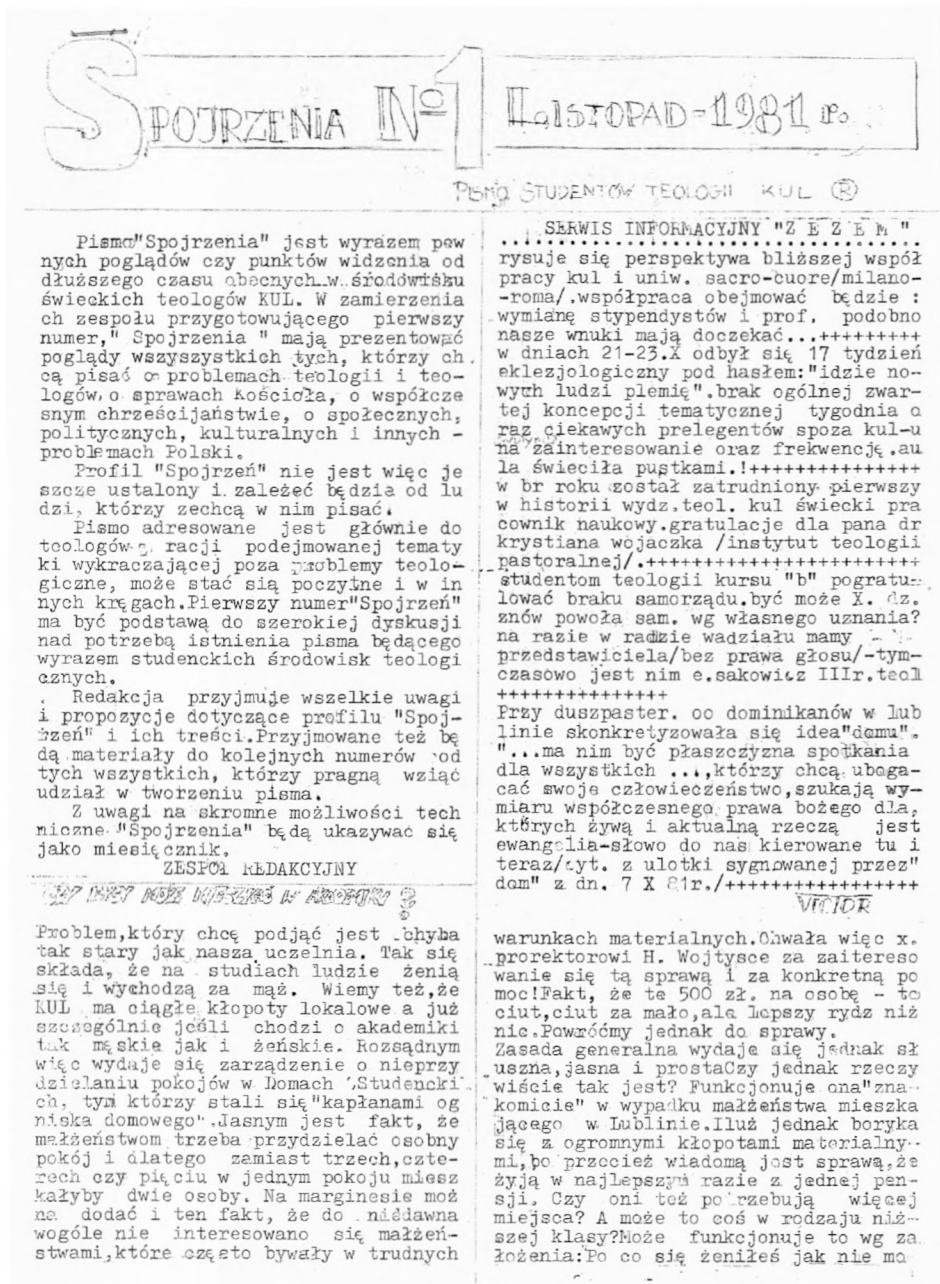 SPOJRZENIA Nº1 LISTOPAD-1981 r.
PISMO STUDENTÓW TEOLOGII KUL ®
Pismo"Spojrzenia" jest wyrazem pew
nych poglądów czy punktów widzenia od
dłuższego czasu obecnych w środowisku
świeckich teologów KUL. W zamierzenia
ch zespołu przygotowującego pierwszy
numer," Spojrzenia " mają prezentować
poglądy wszyszystkich tych, którzy ch
cą pisać o problemach teologii i teo-
logów, o sprawach Kościoła, o współcze
snym chrześcijaństwie, o społecznych,
politycznych, kulturalnych i innych -
problemach Polski.
Profil "Spojrzeń" nie jest więc je
szcze ustalony i zależeć będzia od lu
dzi, którzy zechcą w nim pisać.
Pismo adresowane jest głównie do
teologów z racji podejmowanej tematy
ki wykraczającej poza problemy teolo-
giczne, może stać sią poczytne i w in
nych kręgach.Pierwszy numer"Spojrzeń"
ma być podstawą do szerokiej dyskusji
nad potrzebą istnienia pisma będącego
wyrazem studenckich środowisk teologi
cznych.
Redakcja przyjmuje wszelkie uwagi
i propozycje dotyczące profilu "Spoj-
rzeń" i ich treści.Przyjmowane też bę
dą materiały do kolejnych numerów od
tych wszystkich, którzy pragną wziąć
udział w tworzeniu pisma.
Z uwagi na skromne możliwości tech
niczne "Spojrzenia" będą ukazywać się
jako miesięcznik.
ZESPÓŁ REDAKCYJNY
SERWIS INFORMACYJNY "Z E Z E M "
rysuje się perspektywa bliższej współ
pracy kul i uniw. sacro-cuore/milano-
-roma/.współpraca obejmować będzie :
wymianę stypendystów i prof. podobno
nasze wnuki mają doczekać...+++++++++
w dniach 21-23.X odbył się 17 tydzień
eklezjologiczny pod hasłem:"idzie no-
wych ludzi plemię".brak ogólnej zwar-
tej koncepcji tematycznej tygodnia o
raz ciekawych prelegentów spoza kul-u
na zainteresowanie oraz frekwencję.au
la świeciła pustkami.!+++++++++++++++
w br roku został zatrudniony pierwszy
w historii wydz.teol. kul świecki pra
cownik naukowy.gratulacje dla pana dr
krystiana wojaczka /instytut teologii
pastoralnej/.++++++++++++++++++++++++
studentom teologii kursu "b" pogratu-
lować braku samorządu.być może X. dz.
znów powoła sam. wg własnego uznania?
na razie w radzie wadziału mamy
przedstawiciela/bez prawa głosu/-tym-
czasowo jest nim e.sakowicz IIIr.teol
+++++++++++++++
Przy duszpaster. oo dominikanów w lub
linie skonkretyzowała się idea"domu".
"...ma nim być płaszczyzna spotkania
dla wszystkich ...,którzy chcą uboga-
cać swoje człowieczeństwo,szukają wy-
miaru współczesnego prawa bożego dla,
których żywą i aktualną rzeczą jest
ewangelia-słowo do nas kierowane tu i
teraz/cyt. z ulotki sygnowanej przez"
dom" z dn. 7 X 81r./+++++++++++++++++
VICTOR
CZY MÓJ MĄŻ ?
Problem,który chcę podjąć jest chyba
tak stary jak nasza uczelnia. Tak się
składa, że na studiach ludzie żenią
się i wychodzą za mąż. Wiemy też,że
KUL ma ciągłe kłopoty lokalowe a już
szczególnie jeśli chodzi o akademiki
tak męskie jak i żeńskie. Rozsądnym
więc wydaje się zarządzenie o nieprzy
dzielaniu pokojów w Domach "Studencki
ch, tym którzy stali się"kapłanami og
niska domowego".Jasnym jest fakt, że
małżeństwom trzeba przydzielać osobny
pokój i dlatego zamiast trzech,czte-
rech czy pięciu w jednym pokoju miesz
kałyby dwie osoby. Na marginesie moż
na dodać i ten fakt, że do niedawna
wogóle nie interesowano się małżeń-
stwami,które często bywały w trudnych
warunkach materialnych.Chwała więc x.
prorektorowi H. Wojtysce za zaitereso
wanie się tą sprawą i za konkretną po
moc!Fakt, że te 500 zł. na osobę - to
ciut,ciut za mało,ale lepszy rydz niż
nic.Powróćmy jednak do sprawy.
Zasada generalna wydaje się jednak sł
uszna,jasna i prostaCzy jednak rzeczy
wiście tak jest? Funkcjonuje ona"zna-
komicie" w wypadku małżeństwa mieszka
jącego w Lublinie.Iluż jednak boryka
się z ogromnymi kłopotami materialny-
mi,bo przecież wiadomą jest sprawą,że
żyją w najlepszym razie z jednej pen-
sji. Czy oni też potrzebują więcej
miejsca? A może to coś w rodzaju niż-
szej klasy?Może funkcjonuje to wg za
łożenia:Po co się żeniłeś jak nie ma